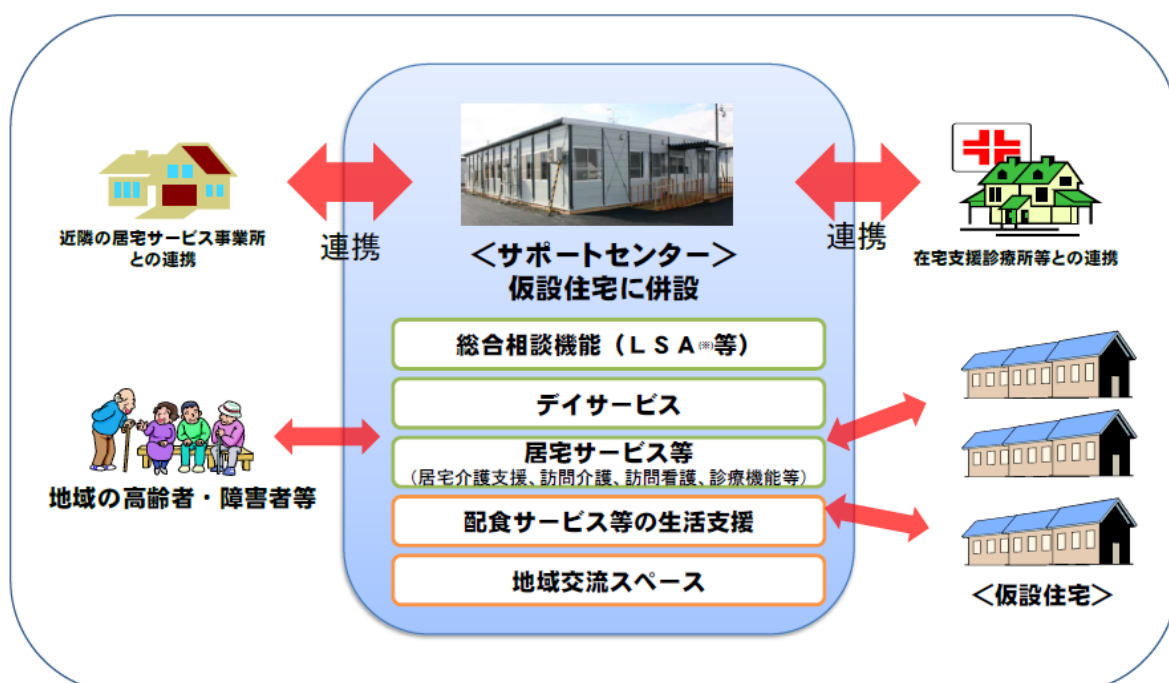 近隣の居宅サービス事業所
との連携
連携
＜サポートセンター＞
仮設住宅に併設
連携
在宅支援診療所等との連携
総合相談機能（ＬＳＡ(※)等）
デイサービス
居宅サービス等
（居宅介護支援、訪問介護、訪問看護、診療機能等）
配食サービス等の生活支援
地域交流スペース
地域の高齢者・障害者等
＜仮設住宅＞